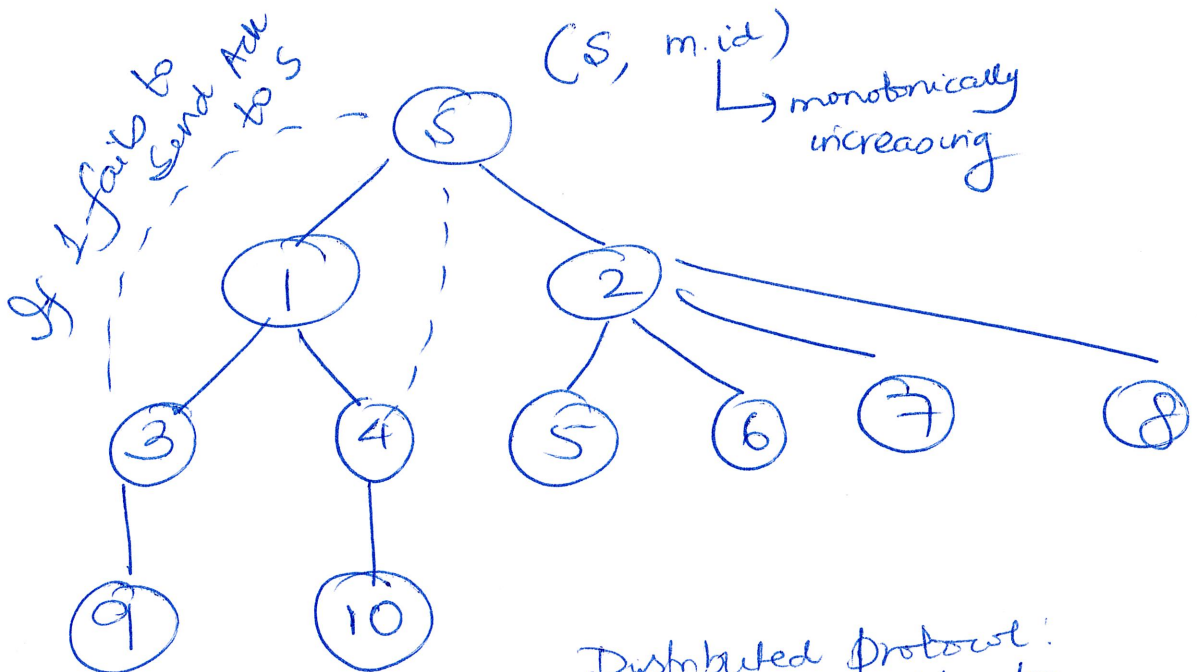 (S, m.id)
↳ monotonically
increasing
If 1 fails to
send Ack
to S
S
1
2
3
4
5
6
7
8
9
10
Distributed Protocol: